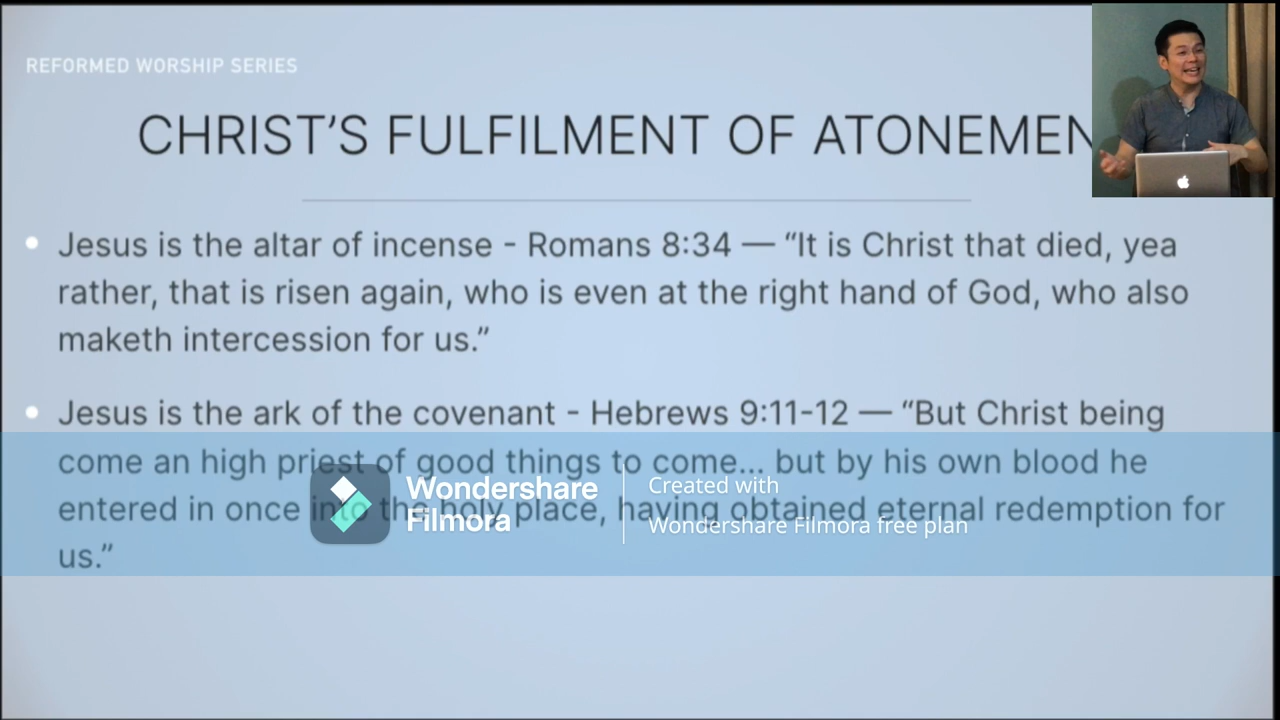 REFORMED WORSHIP SERIES
CHRIST’S FULFILMENT OF ATONEMEN
• Jesus is the altar of incense - Romans 8:34 — “It is Christ that died, yea
rather, that is risen again, who is even at the right hand of God, who also
maketh intercession for us.”
• Jesus is the ark of the covenant - Hebrews 9:11-12 — “But Christ being
come an high priest of good things to come... but by his own blood he
entered in once into the holy place, having obtained eternal redemption for
us.”
Wondershare
Filmora
Created with
Wondershare Filmora free plan